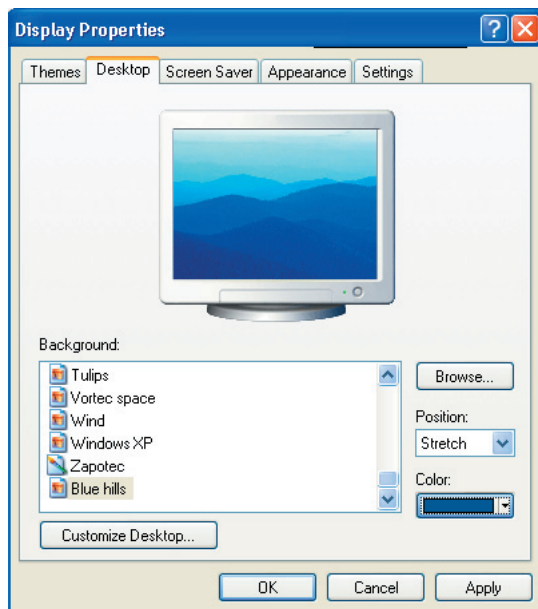 Display Properties
Themes Desktop Screen Saver Appearance Settings
Background:
Tulips
Vortec space
Wind
Windows XP
Zapotec
Blue hills
Browse...
Position:
Stretch
Color:
Customize Desktop...
OK Cancel Apply